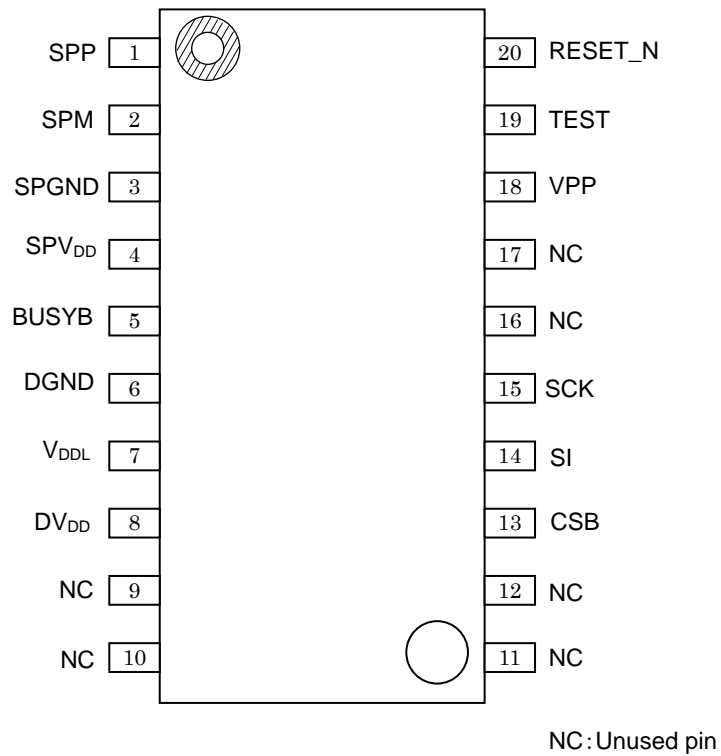 SPP 1 20 RESET_N
SPM 2 19 TEST
SPGND 3 18 VPP
SPVDD 4 17 NC
BUSYB 5 16 NC
DGND 6 15 SCK
VDDL 7 14 SI
DVDD 8 13 CSB
NC 9 12 NC
NC 10 11 NC
NC:Unused pin